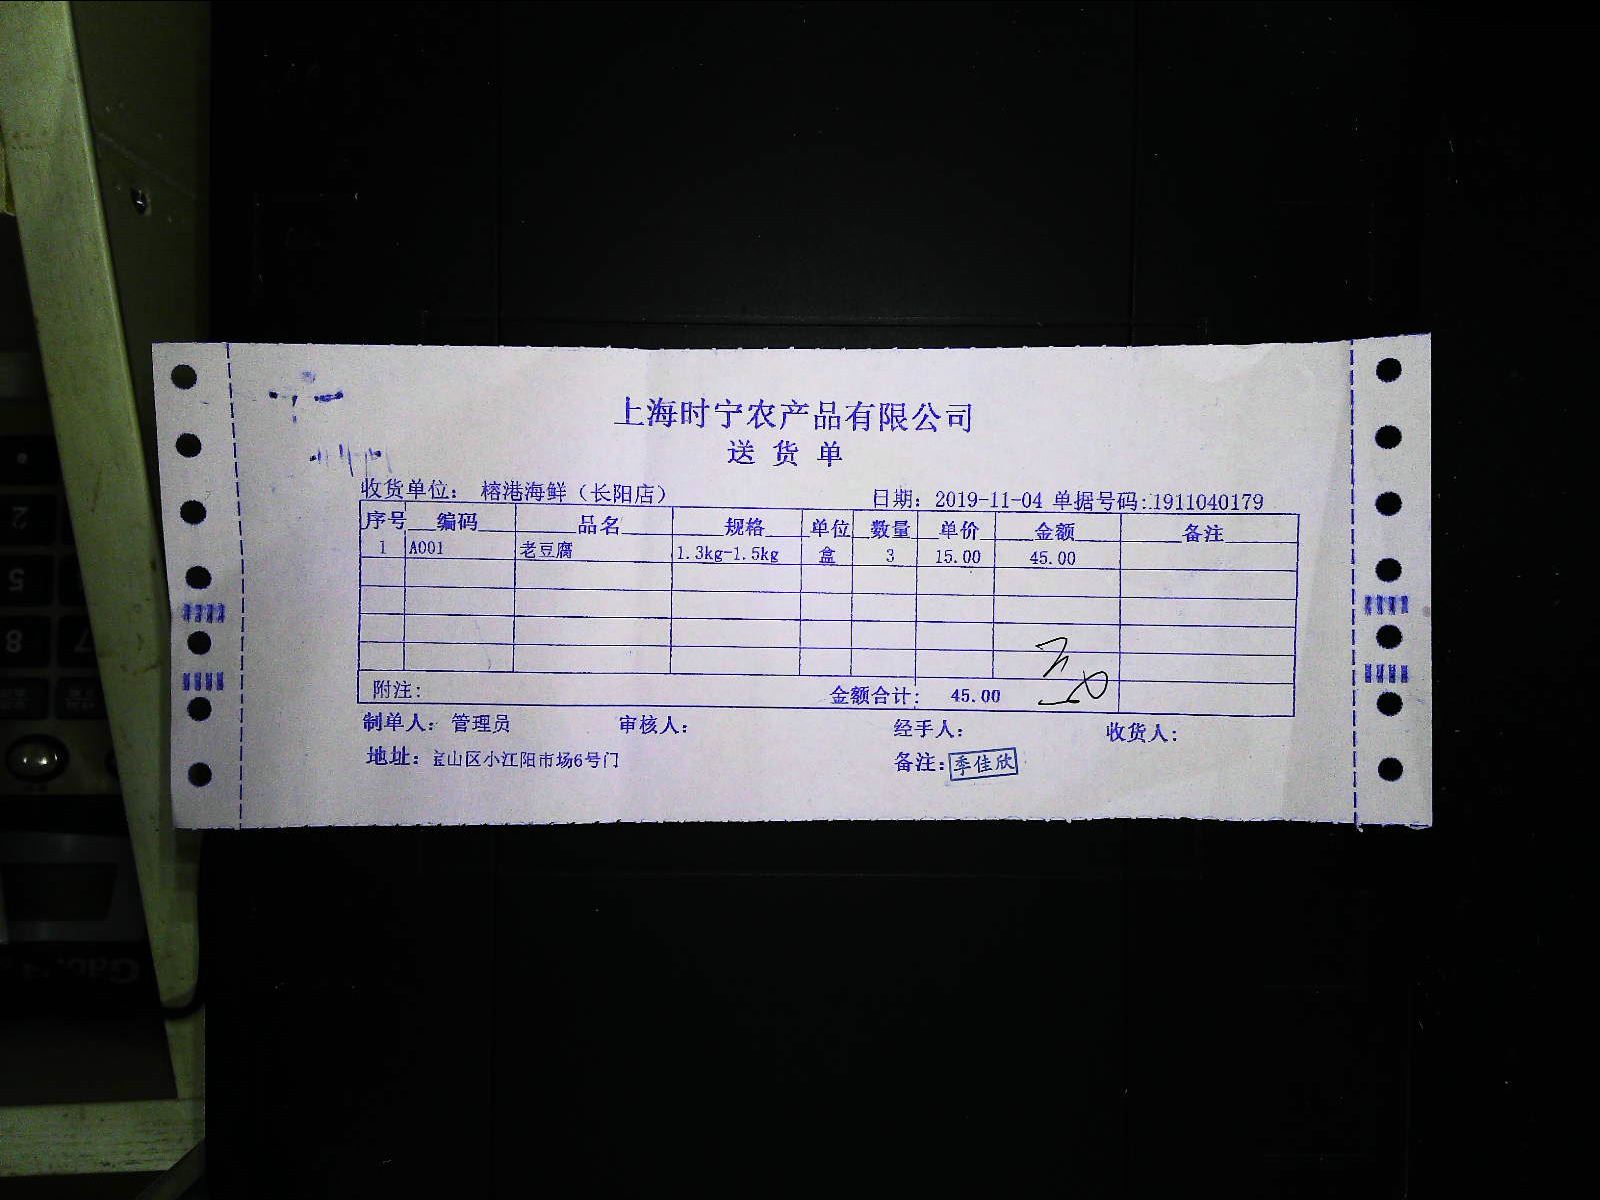 上海时宁农产品有限公司
送货单
收货单位：榕港海鲜（长阳店） 日期：2019-11-04 单据号码：1911040179
序号 编码 品名 规格 单位 数量 单价 金额 备注
1 A001 老豆腐 1.3kg-1.5kg 盒 3 15.00 45.00
附注： 金额合计： 45.00
制单人：管理员 审核人： 经手人： 收货人：
地址：宝山区小江阳市场6号门 备注：季佳欣
2
5
8
7